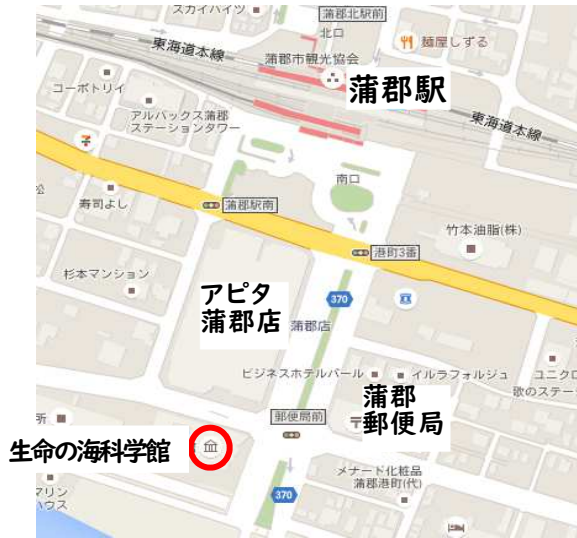 スカイハイツ
蒲郡北駅前
北口
麺屋しずる
東海道本線
蒲郡市観光協会
蒲郡駅
コーポトリイ
アルバックス蒲郡
ステーションタワー
東海道本線
南口
寿司よし
蒲郡駅南
竹本油脂(株)
港町3番
杉本マンション
アピタ
蒲郡店
370
蒲郡店
ビジネスホテルパール
イルラフォルジュ
ユニクロ
歌のステー
蒲郡
郵便局
郵便局前
所
生命の海科学館
メナード化粧品
蒲郡港町(代)
マリン
ハウス
370